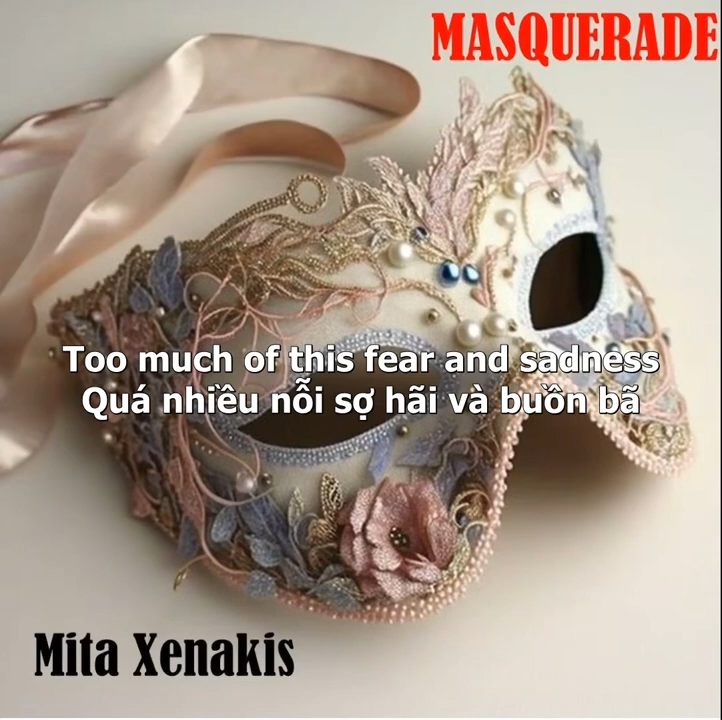 MASQUERADE
Too much of this fear and sadness
Quá nhiều nỗi sợ hãi và buồn bã
Mita Xenakis